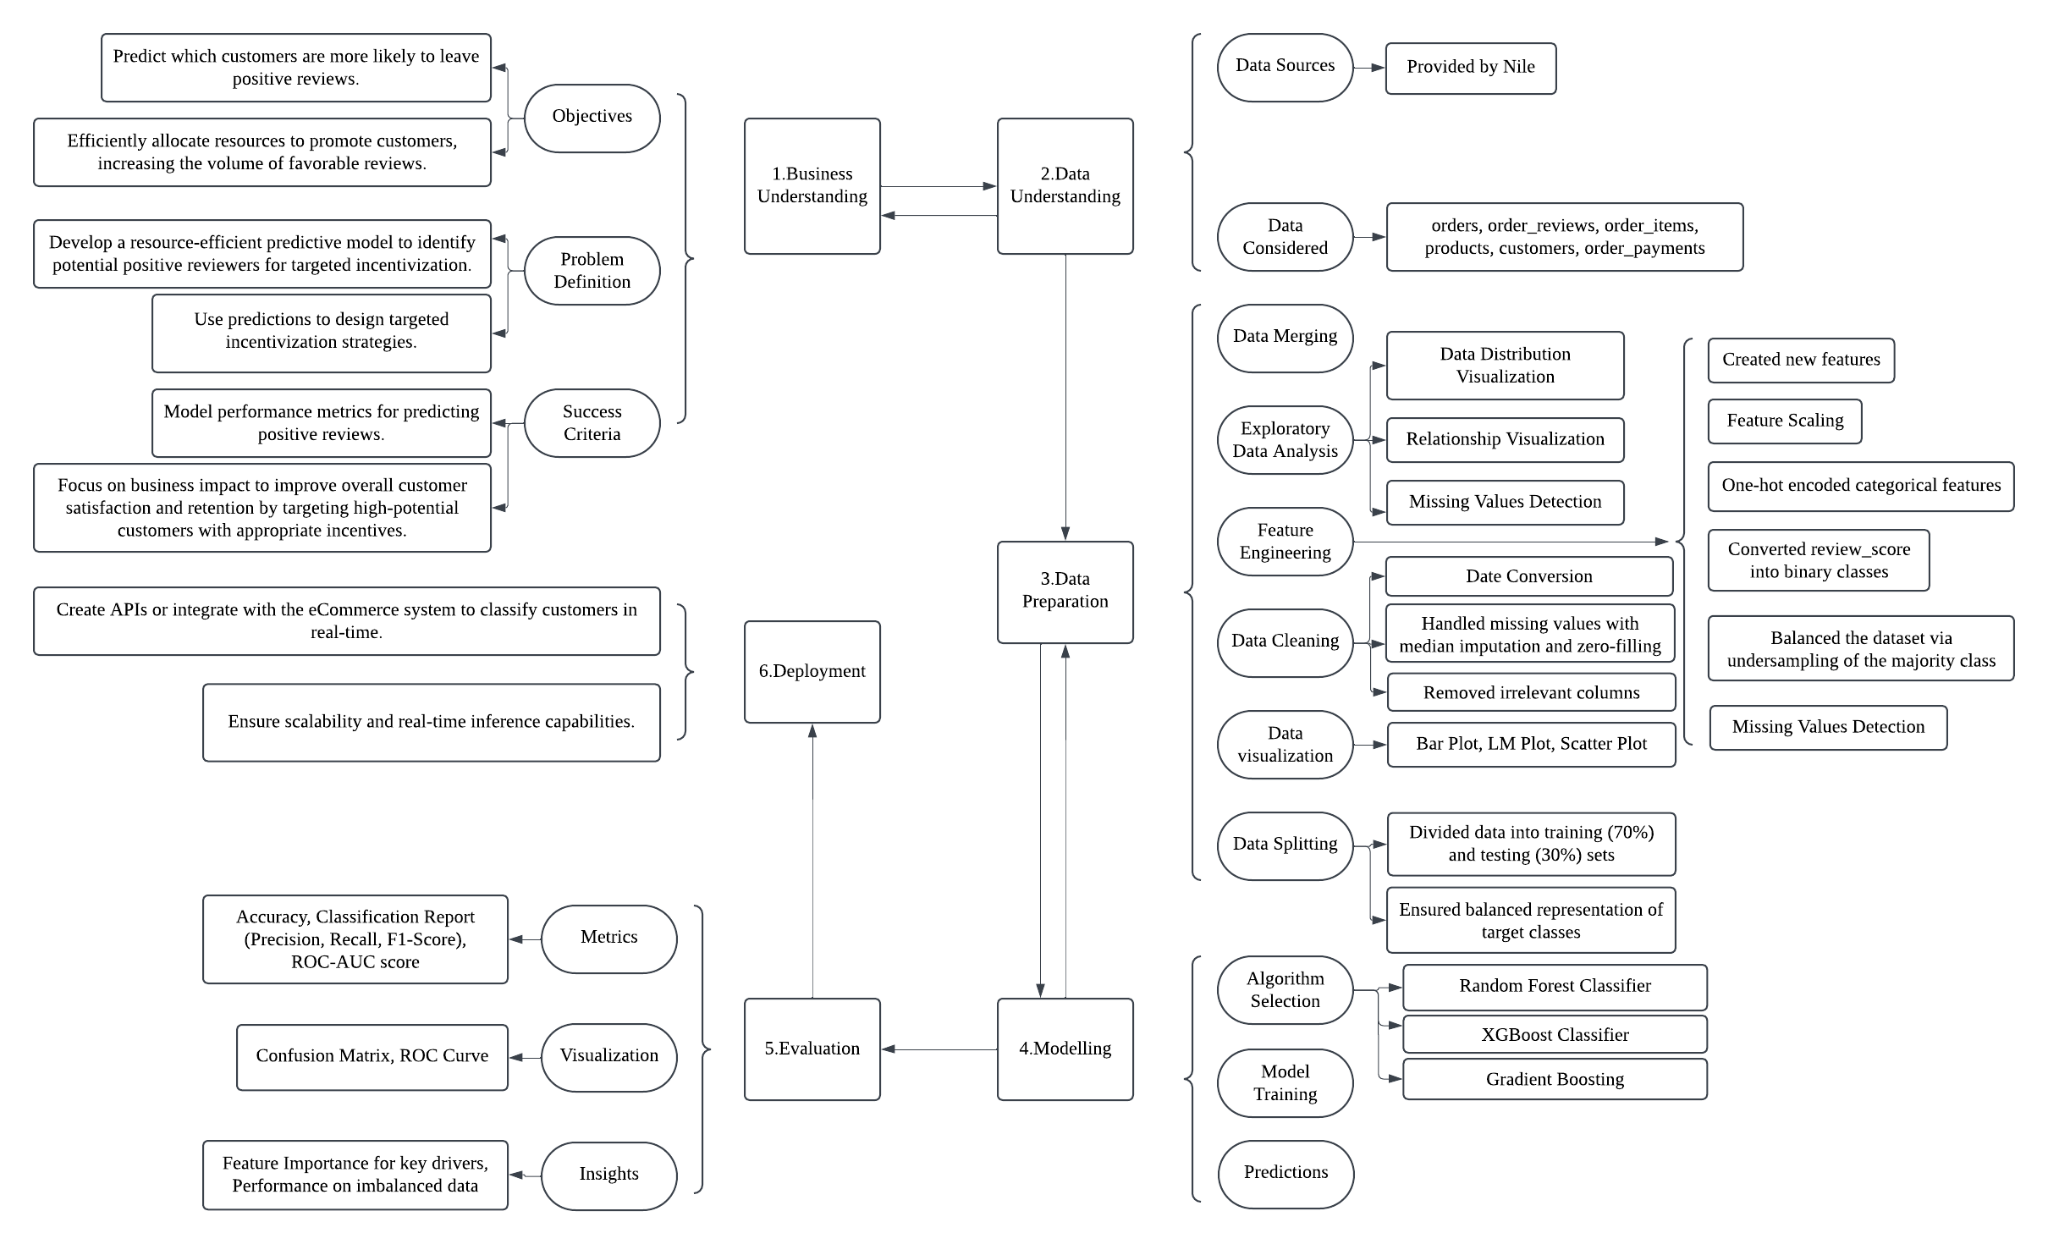 Predict which customers are more likely to leave
positive reviews.
Efficiently allocate resources to promote customers,
increasing the volume of favorable reviews.
Objectives
Develop a resource-efficient predictive model to identify
potential positive reviewers for targeted incentivization.
Use predictions to design targeted
incentivization strategies.
Problem
Definition
Model performance metrics for predicting
positive reviews.
Focus on business impact to improve overall customer
satisfaction and retention by targeting high-potential
customers with appropriate incentives.
Success
Criteria
1.Business
Understanding
2.Data
Understanding
Data Sources
Provided by Nile
Data
Considered
orders, order_reviews, order_items,
products, customers, order_payments
3.Data
Preparation
Data Merging
Exploratory
Data Analysis
Data Distribution
Visualization
Relationship Visualization
Missing Values Detection
Feature
Engineering
Created new features
Feature Scaling
One-hot encoded categorical features
Converted review_score
into binary classes
Balanced the dataset via
undersampling of the majority class
Missing Values Detection
Data Cleaning
Date Conversion
Handled missing values with
median imputation and zero-filling
Removed irrelevant columns
Data
visualization
Bar Plot, LM Plot, Scatter Plot
Data Splitting
Divided data into training (70%)
and testing (30%) sets
Ensured balanced representation of
target classes
4.Modelling
Algorithm
Selection
Random Forest Classifier
XGBoost Classifier
Gradient Boosting
Model
Training
Predictions
5.Evaluation
Metrics
Accuracy, Classification Report
(Precision, Recall, F1-Score),
ROC-AUC score
Visualization
Confusion Matrix, ROC Curve
Insights
Feature Importance for key drivers,
Performance on imbalanced data
6.Deployment
Create APIs or integrate with the eCommerce system to classify customers in
real-time.
Ensure scalability and real-time inference capabilities.